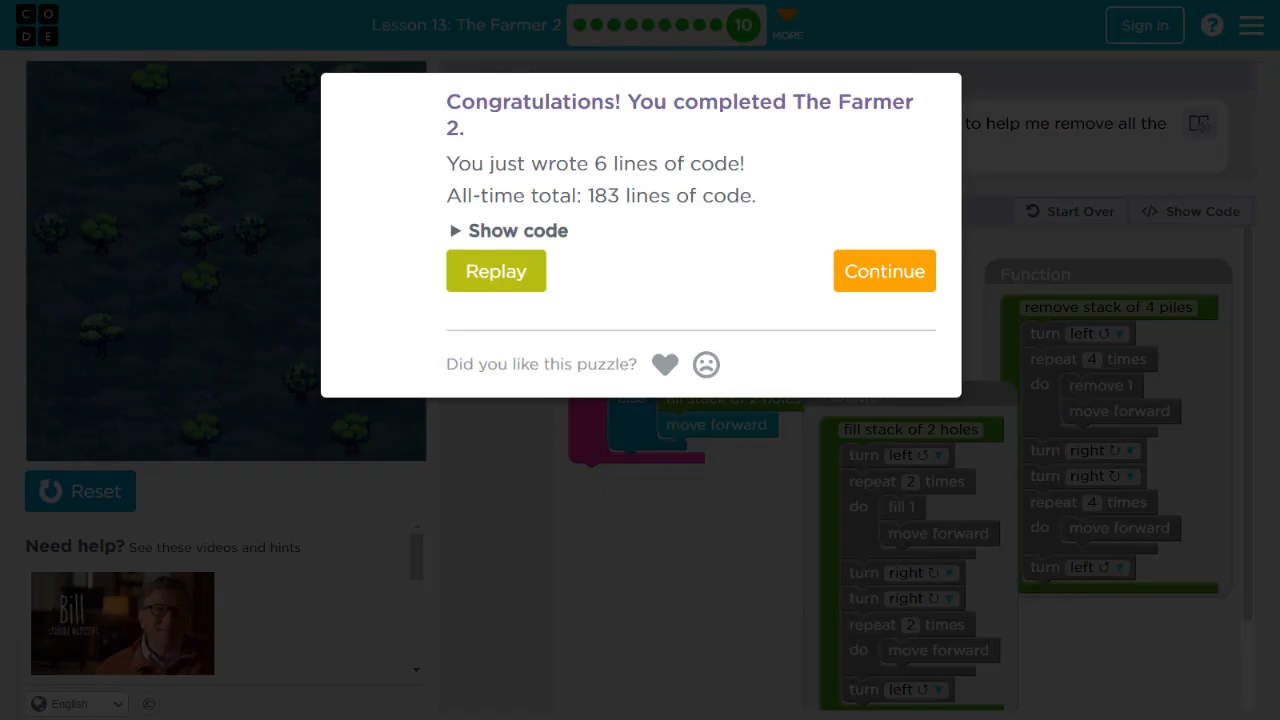 C O
D E
Lesson 13: The Farmer 2
10
MORE
Sign in
?
Congratulations! You completed The Farmer
2.
to help me remove all the
You just wrote 6 lines of code!
All-time total: 183 lines of code.
Show code
Start Over
</> Show Code
Replay
Continue
Did you like this puzzle?
Function
remove stack of 4 piles
turn left ↺
repeat 4 times
do remove 1
move forward
turn right ↻
turn right ↻
repeat 4 times
do move forward
turn left ↺
move forward
fill stack of 2 holes
turn left ↺
repeat 2 times
do fill 1
move forward
turn right ↻
turn right ↻
repeat 2 times
do move forward
turn left ↺
Reset
Need help? See these videos and hints
Bill
English
©